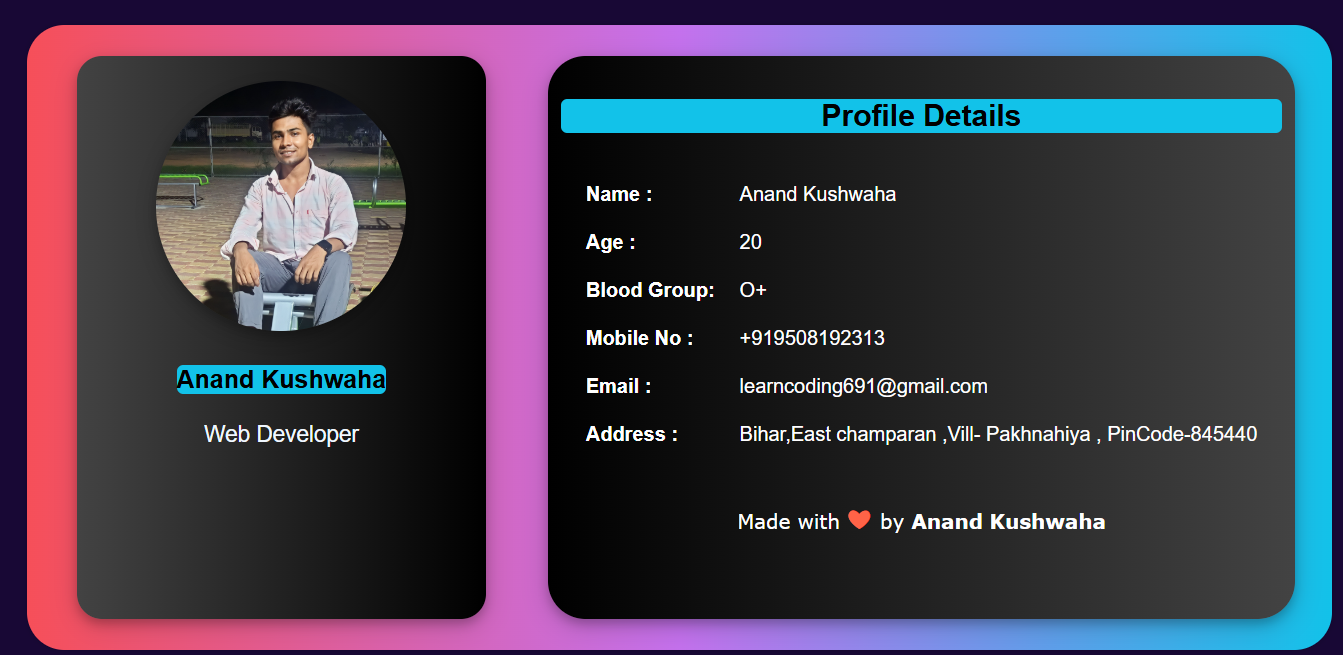 Anand Kushwaha
Web Developer
Profile Details
Name : Anand Kushwaha
Age : 20
Blood Group: O+
Mobile No : +919508192313
Email : learncoding691@gmail.com
Address : Bihar,East champaran ,Vill- Pakhnahiya , PinCode-845440
Made with ❤ by Anand Kushwaha